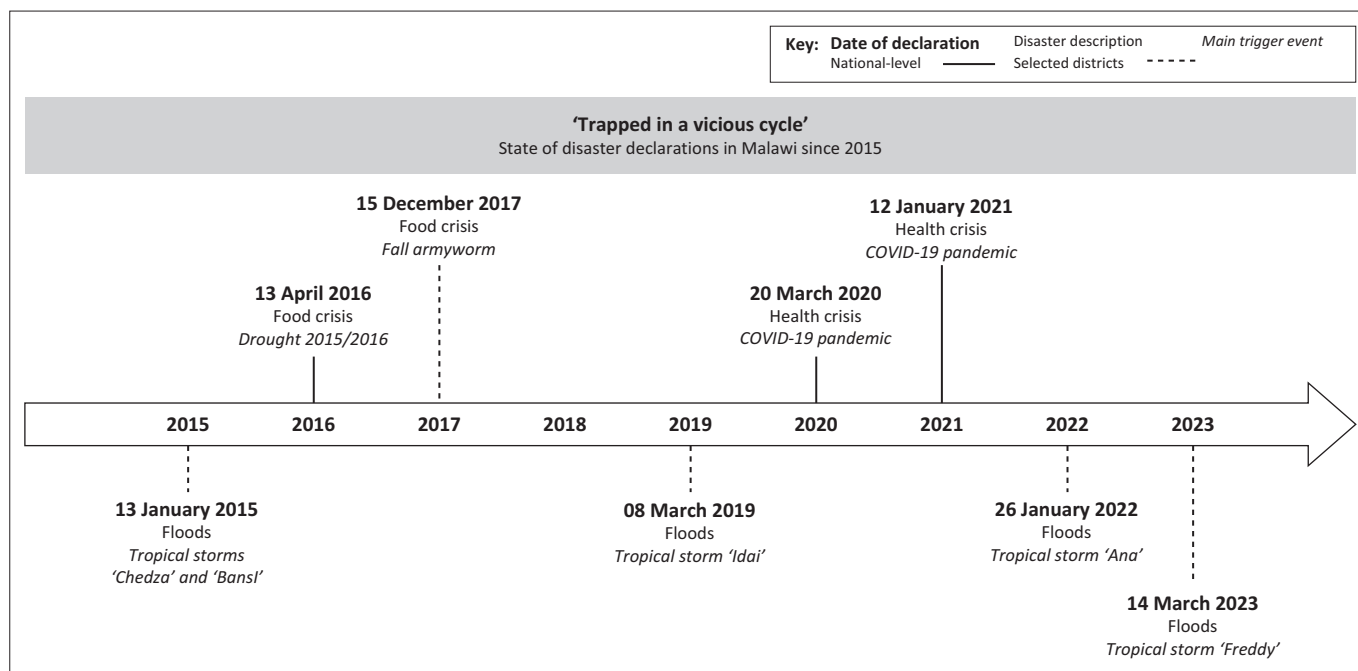 Key: Date of declaration Disaster description Main trigger event
National-level Selected districts
‘Trapped in a vicious cycle’
State of disaster declarations in Malawi since 2015
15 December 2017
Food crisis
Fall armyworm
12 January 2021
Health crisis
COVID-19 pandemic
13 April 2016
Food crisis
Drought 2015/2016
20 March 2020
Health crisis
COVID-19 pandemic
2015 2016 2017 2018 2019 2020 2021 2022 2023
13 January 2015
Floods
Tropical storms
‘Chedza’ and ‘BansI’
08 March 2019
Floods
Tropical storm ‘Idai’
26 January 2022
Floods
Tropical storm ‘Ana’
14 March 2023
Floods
Tropical storm ‘Freddy’